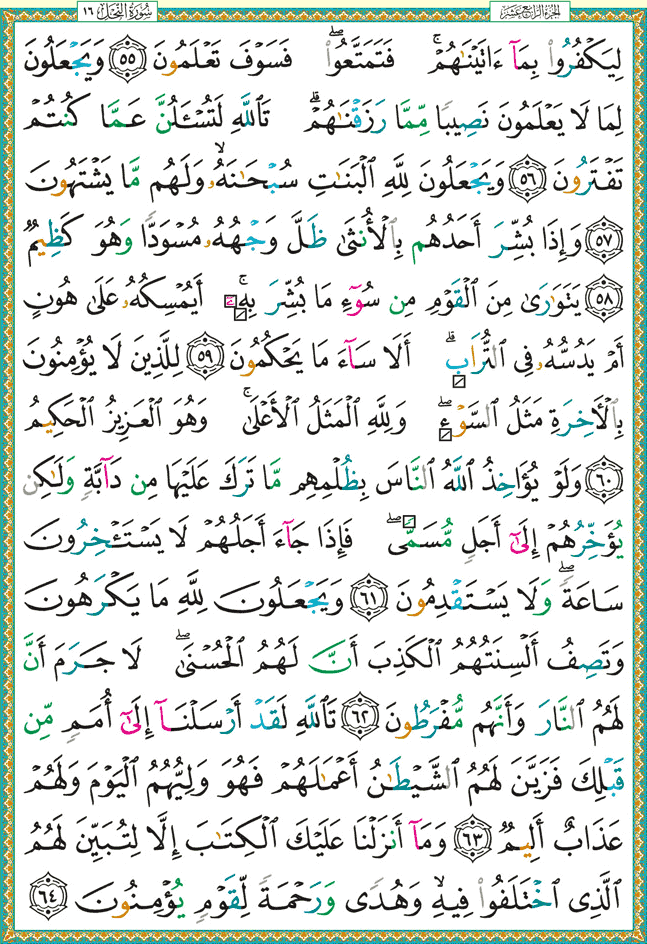 الجزء الرابع عشر
سورة النحل ١٦
لِيَكْفُرُوا۟ بِمَآ ءَاتَيْنَـٰهُمْ ۚ فَتَمَتَّعُوا۟ ۖ فَسَوْفَ تَعْلَمُونَ ٥٥ وَيَجْعَلُونَ
لِمَا لَا يَعْلَمُونَ نَصِيبًا مِّمَّا رَزَقْنَـٰهُمْ ۗ تَٱللَّهِ لَتُسْـَٔلُنَّ عَمَّا كُنتُمْ
تَفْتَرُونَ ٥٦ وَيَجْعَلُونَ لِلَّهِ ٱلْبَنَـٰتِ سُبْحَـٰنَهُۥ ۙ وَلَهُم مَّا يَشْتَهُونَ
٥٧ وَإِذَا بُشِّرَ أَحَدُهُم بِٱلْأُنثَىٰ ظَلَّ وَجْهُهُۥ مُسْوَدًّا وَهُوَ كَظِيمٌ
٥٨ يَتَوَٰرَىٰ مِنَ ٱلْقَوْمِ مِن سُوٓءِ مَا بُشِّرَ بِهِۦٓ ۚ أَيُمْسِكُهُۥ عَلَىٰ هُونٍ
أَمْ يَدُسُّهُۥ فِى ٱلتُّرَابِ ۗ أَلَا سَآءَ مَا يَحْكُمُونَ ٥٩ لِلَّذِينَ لَا يُؤْمِنُونَ
بِٱلْـَٔاخِرَةِ مَثَلُ ٱلسَّوْءِ ۖ وَلِلَّهِ ٱلْمَثَلُ ٱلْأَعْلَىٰ ۚ وَهُوَ ٱلْعَزِيزُ ٱلْحَكِيمُ
٦٠ وَلَوْ يُؤَاخِذُ ٱللَّهُ ٱلنَّاسَ بِظُلْمِهِم مَّا تَرَكَ عَلَيْهَا مِن دَآبَّةٍ وَلَـٰكِن
يُؤَخِّرُهُمْ إِلَىٰٓ أَجَلٍ مُّسَمًّى ۖ فَإِذَا جَآءَ أَجَلُهُمْ لَا يَسْتَـْٔخِرُونَ
سَاعَةً ۖ وَلَا يَسْتَقْدِمُونَ ٦١ وَيَجْعَلُونَ لِلَّهِ مَا يَكْرَهُونَ
وَتَصِفُ أَلْسِنَتُهُمُ ٱلْكَذِبَ أَنَّ لَهُمُ ٱلْحُسْنَىٰ ۖ لَا جَرَمَ أَنَّ
لَهُمُ ٱلنَّارَ وَأَنَّهُم مُّفْرَطُونَ ٦٢ تَٱللَّهِ لَقَدْ أَرْسَلْنَآ إِلَىٰٓ أُمَمٍ مِّن
قَبْلِكَ فَزَيَّنَ لَهُمُ ٱلشَّيْطَـٰنُ أَعْمَـٰلَهُمْ فَهُوَ وَلِيُّهُمُ ٱلْيَوْمَ وَلَهُمْ
عَذَابٌ أَلِيمٌ ٦٣ وَمَآ أَنزَلْنَا عَلَيْكَ ٱلْكِتَـٰبَ إِلَّا لِتُبَيِّنَ لَهُمُ
ٱلَّذِى ٱخْتَلَفُوا۟ فِيهِ ۙ وَهُدًى وَرَحْمَةً لِّقَوْمٍ يُؤْمِنُونَ ٦٤